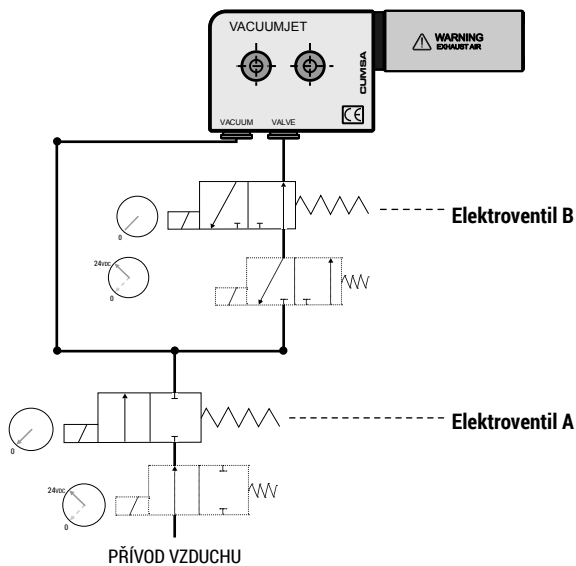 VACUUMJET
WARNING
EXHAUST AIR
CUMSA
VACUUM VALVE
CE
0
Elektroventil B
24VDC
0
0
Elektroventil A
24VDC
0
PŘÍVOD VZDUCHU